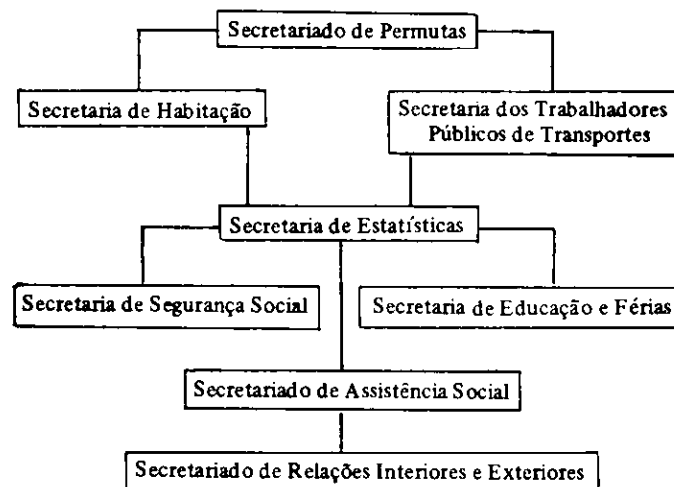 Secretariado de Permutas
Secretaria de Habitação
Secretaria dos Trabalhadores
Públicos de Transportes
Secretaria de Estatísticas
Secretaria de Segurança Social
Secretaria de Educação e Férias
Secretariado de Assistência Social
Secretariado de Relações Interiores e Exteriores